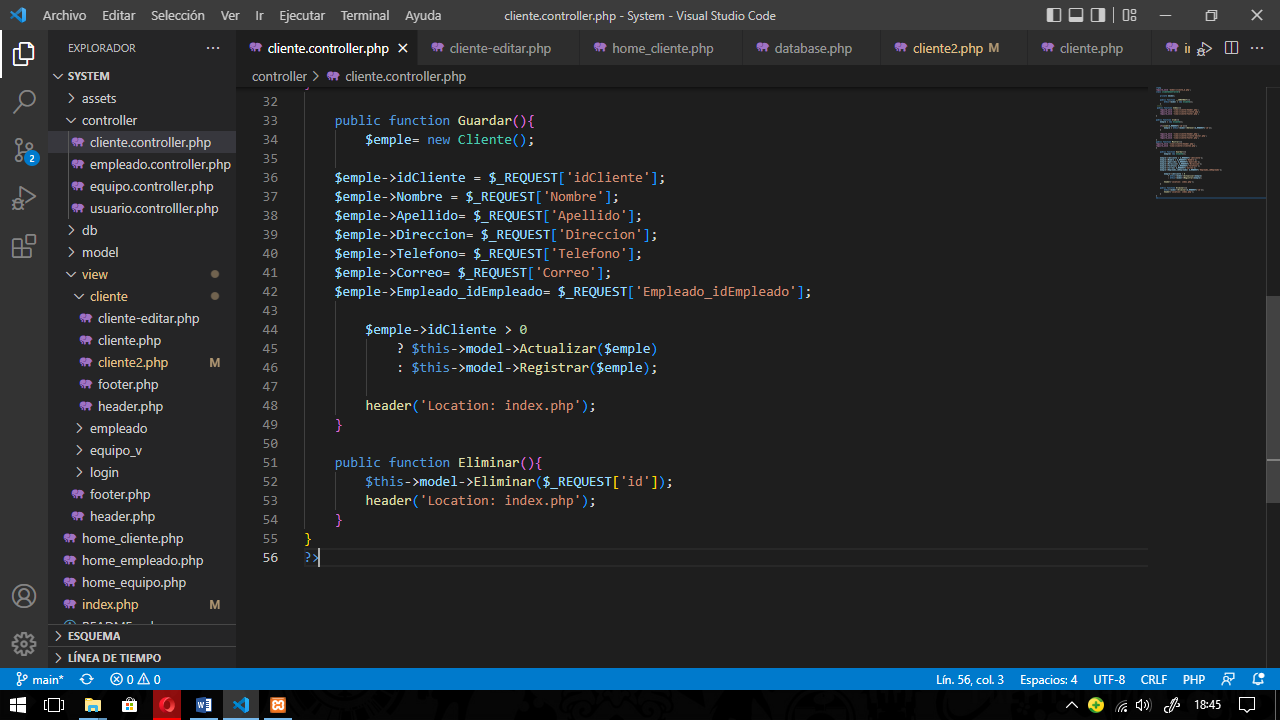 Archivo Editar Selección Ver Ir Ejecutar Terminal Ayuda cliente.controller.php - System - Visual Studio Code
EXPLORADOR
cliente.controller.php cliente-editar.php home_cliente.php database.php cliente2.php M cliente.php
controller > cliente.controller.php
SYSTEM
assets
controller
cliente.controller.php
empleado.controller.php
equipo.controller.php
usuario.controlller.php
db
model
view
cliente
cliente-editar.php
cliente.php
cliente2.php M
footer.php
header.php
empleado
equipo_v
login
footer.php
header.php
home_cliente.php
home_empleado.php
home_equipo.php
index.php M
ESQUEMA
LÍNEA DE TIEMPO
2
32
33 public function Guardar(){
34 $emple= new Cliente();
35
36 $emple->idCliente = $_REQUEST['idCliente'];
37 $emple->Nombre = $_REQUEST['Nombre'];
38 $emple->Apellido= $_REQUEST['Apellido'];
39 $emple->Direccion= $_REQUEST['Direccion'];
40 $emple->Telefono= $_REQUEST['Telefono'];
41 $emple->Correo= $_REQUEST['Correo'];
42 $emple->Empleado_idEmpleado= $_REQUEST['Empleado_idEmpleado'];
43
44 $emple->idCliente > 0
45 ? $this->model->Actualizar($emple)
46 : $this->model->Registrar($emple);
47
48 header('Location: index.php');
49 }
50
51 public function Eliminar(){
52 $this->model->Eliminar($_REQUEST['id']);
53 header('Location: index.php');
54 }
55 }
56 ?>
main* 0 0 Lín. 56, col. 3 Espacios: 4 UTF-8 CRLF PHP
18:45